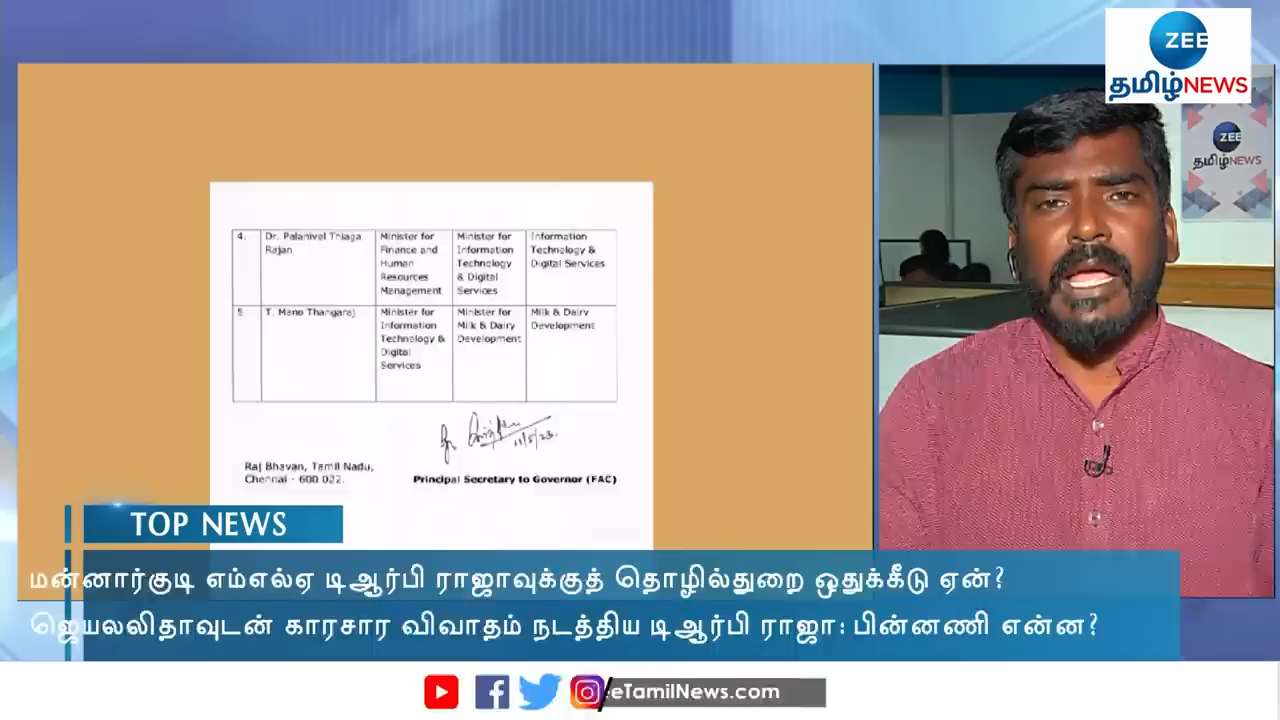 ZEE
தமிழ்NEWS
ZEE
தமிழ்NEWS
4. Dr. Palanivel Thiaga Rajan Minister for Finance and Human Resources Management Minister for Information Technology & Digital Services Information Technology & Digital Services
5 T. Mano Thangaraj Minister for Information Technology & Digital Services Minister for Milk & Dairy Development Milk & Dairy Development
11/5/23.
Raj Bhavan, Tamil Nadu,
Chennai - 600 022.
Principal Secretary to Governor (FAC)
TOP NEWS
மன்னார்குடி எம்எல்ஏ டிஆர்பி ராஜாவுக்குத் தொழில்துறை ஒதுக்கீடு ஏன்?
ஜெயலலிதாவுடன் காரசார விவாதம் நடத்திய டிஆர்பி ராஜா: பின்னணி என்ன?
eTamilNews.com